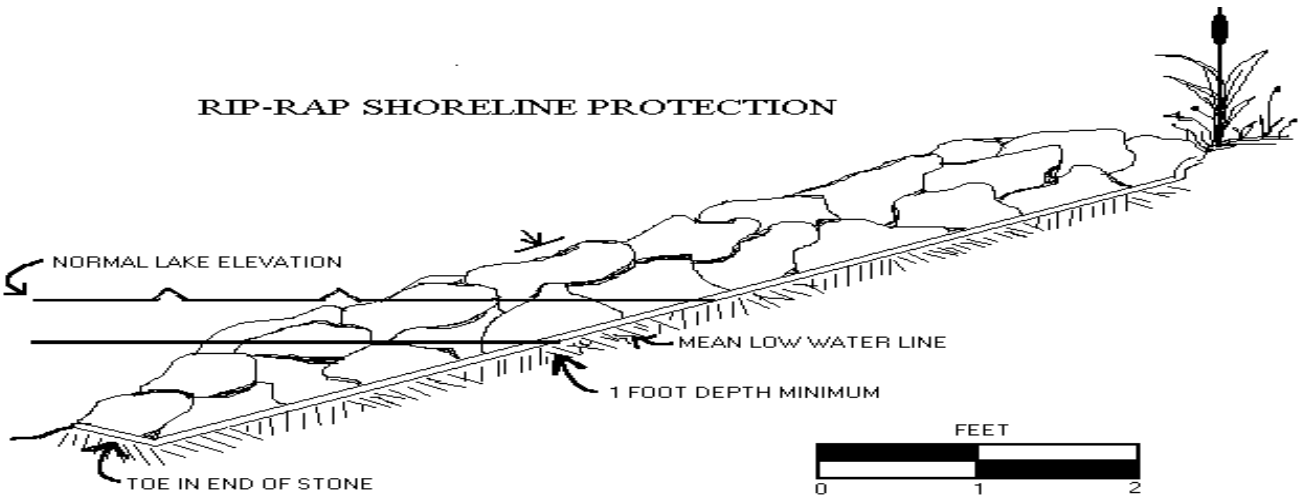 RIP-RAP SHORELINE PROTECTION
NORMAL LAKE ELEVATION
MEAN LOW WATER LINE
1 FOOT DEPTH MINIMUM
FEET
TOE IN END OF STONE
0 1 2